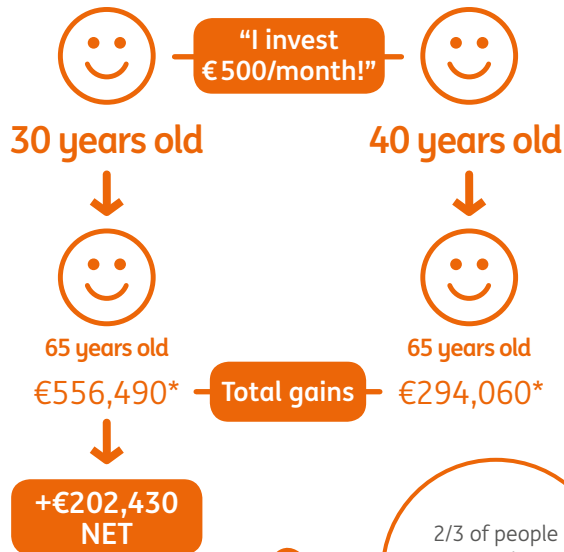 "I invest
€500/month!"
30 years old
40 years old
65 years old
65 years old
€556,490*
Total gains
€294,060*
+€202,430
NET
2/3 of people